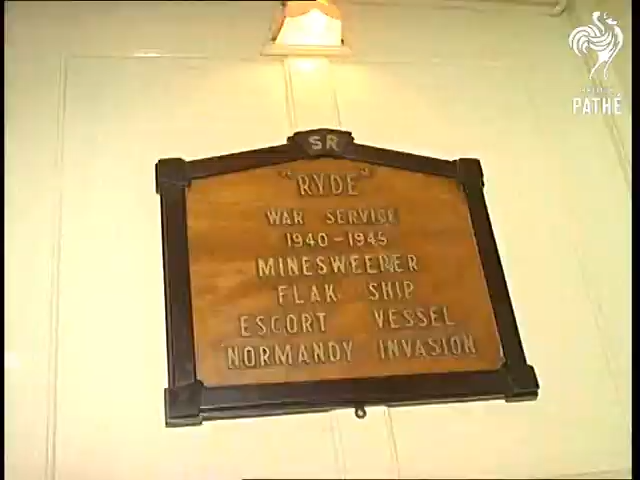 PATHÉ
SR
"RYDE"
WAR SERVICE
1940-1945
MINESWEEPER
FLAK SHIP
ESCORT VESSEL
NORMANDY INVASION